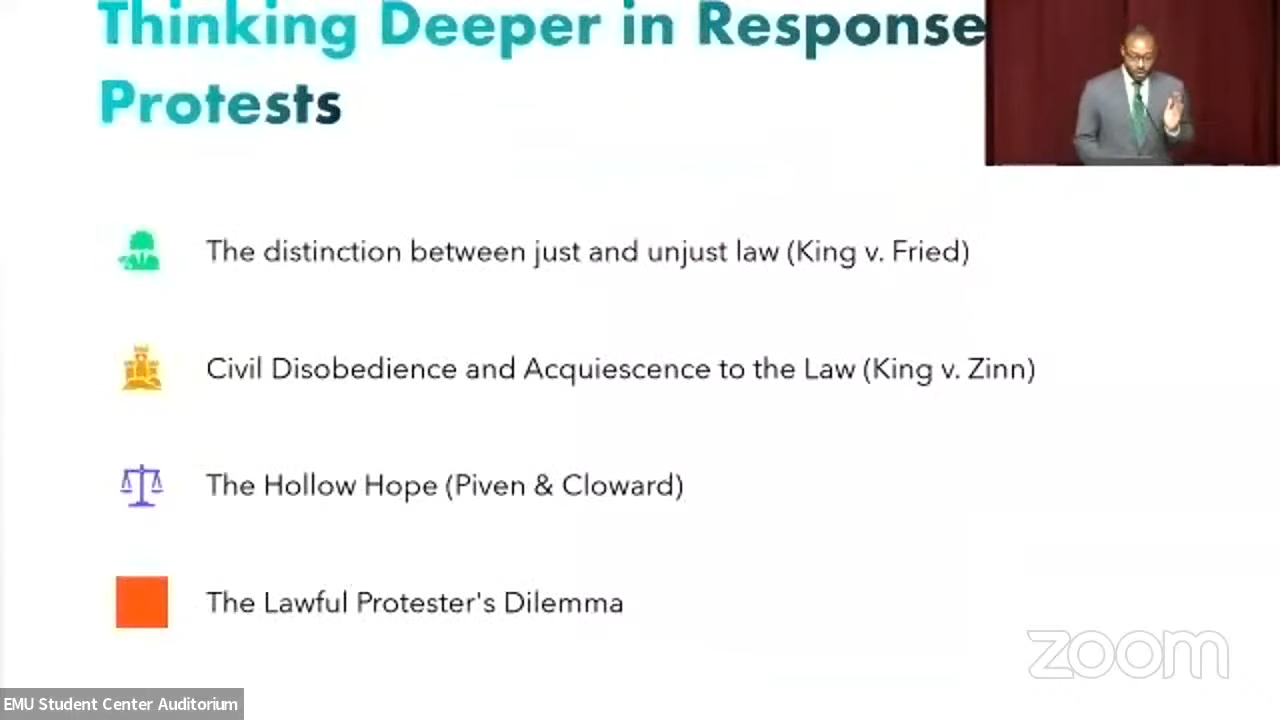 Thinking Deeper in Response
Protests
The distinction between just and unjust law (King v. Fried)
Civil Disobedience and Acquiescence to the Law (King v. Zinn)
The Hollow Hope (Piven & Cloward)
The Lawful Protester's Dilemma
zoom
EMU Student Center Auditorium